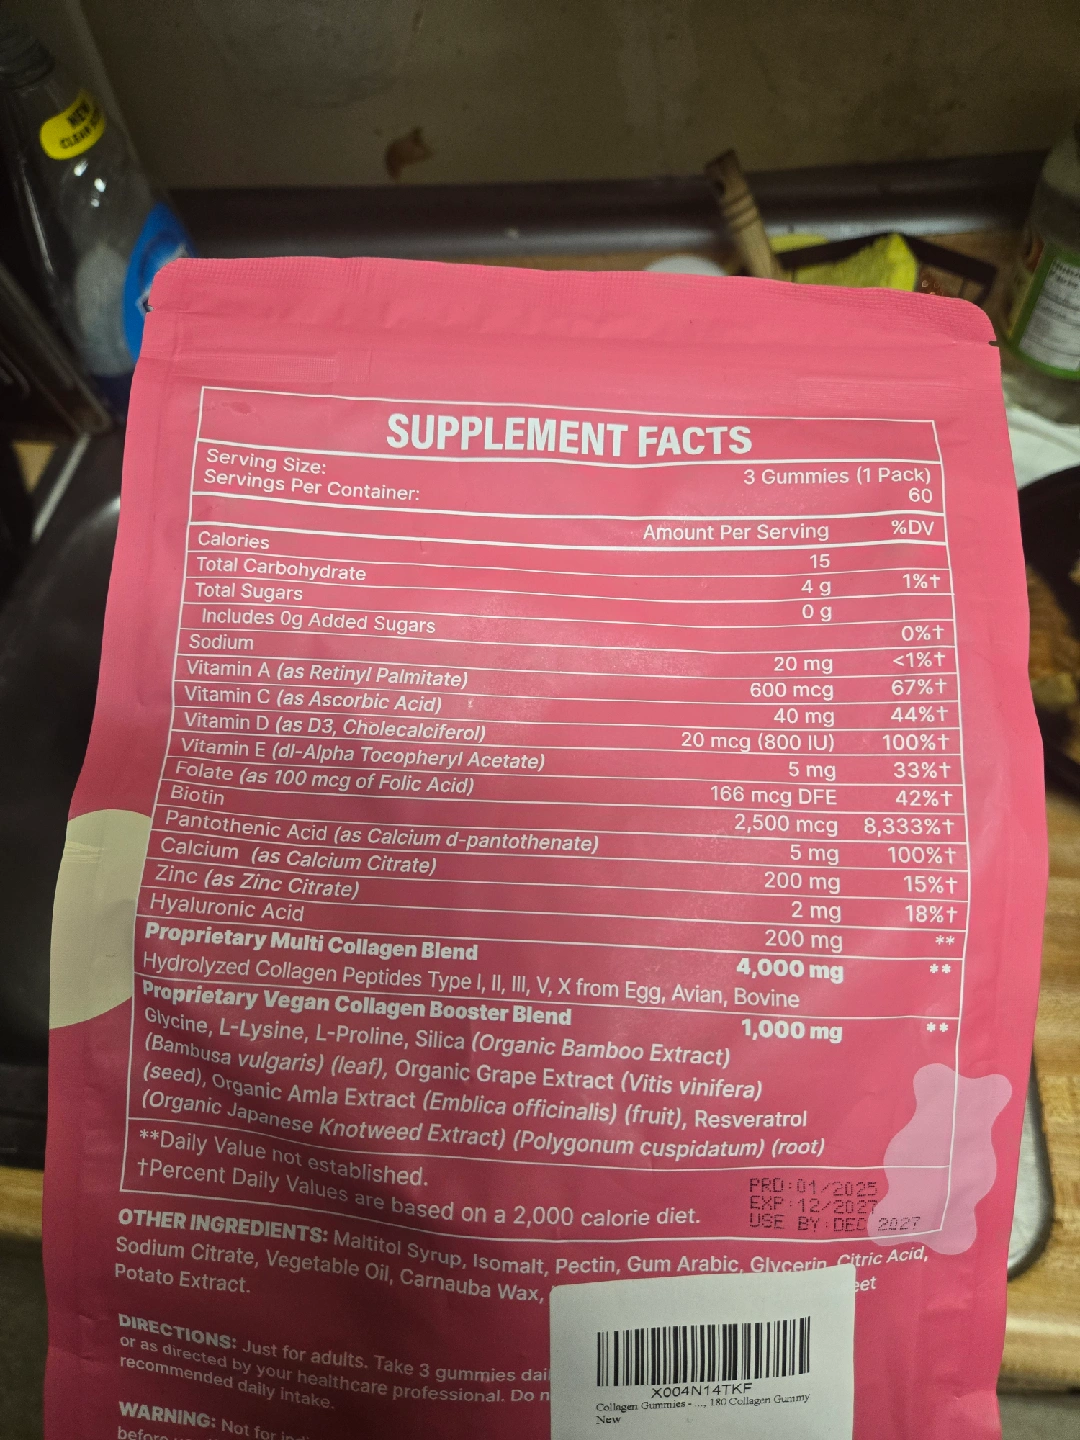 NEW
SUPPLEMENT FACTS
Serving Size: 3 Gummies (1 Pack)
Servings Per Container: 60
Amount Per Serving %DV
Calories 15
Total Carbohydrate 4 g 1%†
Total Sugars 0 g
Includes 0g Added Sugars 0%†
Sodium 20 mg <1%†
Vitamin A (as Retinyl Palmitate) 600 mcg 67%†
Vitamin C (as Ascorbic Acid) 40 mg 44%†
Vitamin D (as D3, Cholecalciferol) 20 mcg (800 IU) 100%†
Vitamin E (dl-Alpha Tocopheryl Acetate) 5 mg 33%†
Folate (as 100 mcg of Folic Acid) 166 mcg DFE 42%†
Biotin 2,500 mcg 8,333%†
Pantothenic Acid (as Calcium d-pantothenate) 5 mg 100%†
Calcium (as Calcium Citrate) 200 mg 15%†
Zinc (as Zinc Citrate) 2 mg 18%†
Hyaluronic Acid 200 mg **
Proprietary Multi Collagen Blend 4,000 mg **
Hydrolyzed Collagen Peptides Type I, II, III, V, X from Egg, Avian, Bovine
Proprietary Vegan Collagen Booster Blend 1,000 mg **
Glycine, L-Lysine, L-Proline, Silica (Organic Bamboo Extract)
(Bambusa vulgaris) (leaf), Organic Grape Extract (Vitis vinifera)
(seed), Organic Amla Extract (Emblica officinalis) (fruit), Resveratrol
(Organic Japanese Knotweed Extract) (Polygonum cuspidatum) (root)
**Daily Value not established.
†Percent Daily Values are based on a 2,000 calorie diet.
PRD:01/2025
EXP:12/2027
USE BY:DEC 2027
OTHER INGREDIENTS: Maltitol Syrup, Isomalt, Pectin, Gum Arabic, Glycerin, Citric Acid,
Sodium Citrate, Vegetable Oil, Carnauba Wax, eet
Potato Extract.
DIRECTIONS: Just for adults. Take 3 gummies dai
or as directed by your healthcare professional. Do n
recommended daily intake.
WARNING: Not for
before
X004N14TKF
Collagen Gummies - ..., 180 Collagen Gummy
New